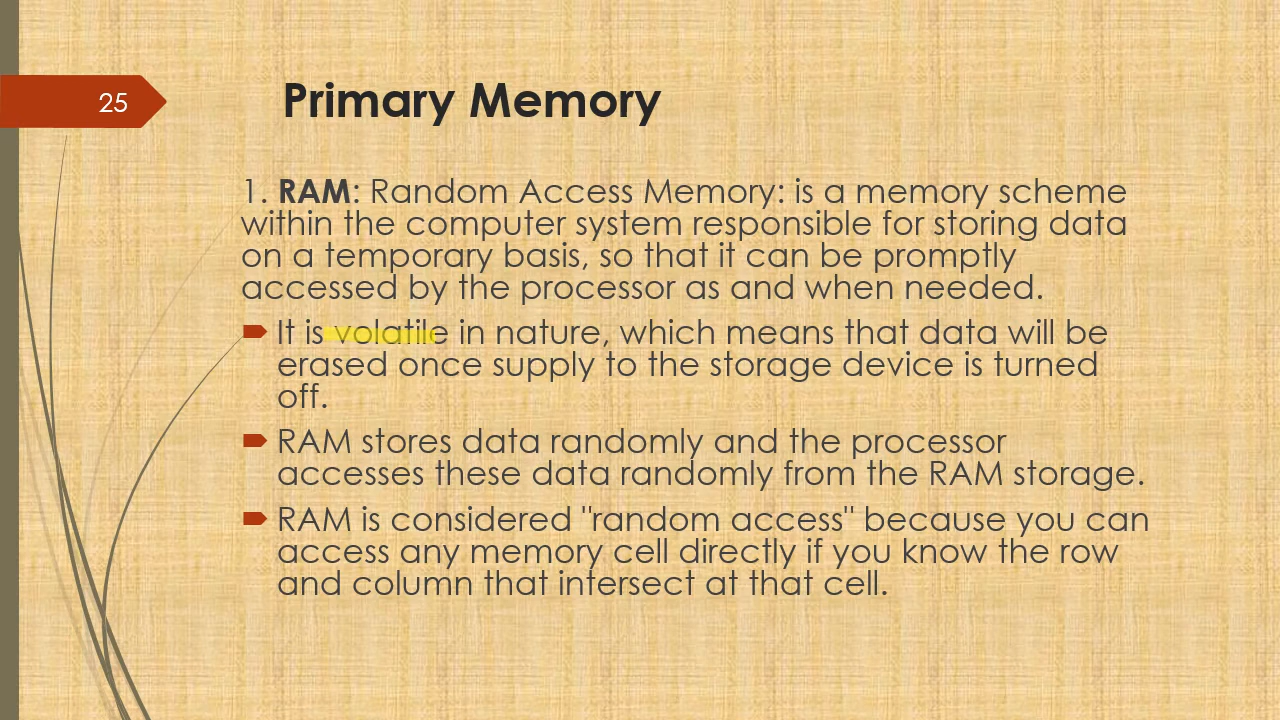 25
Primary Memory
1. RAM: Random Access Memory: is a memory scheme
within the computer system responsible for storing data
on a temporary basis, so that it can be promptly
accessed by the processor as and when needed.
It is volatile in nature, which means that data will be
erased once supply to the storage device is turned
off.
RAM stores data randomly and the processor
accesses these data randomly from the RAM storage.
RAM is considered "random access" because you can
access any memory cell directly if you know the row
and column that intersect at that cell.